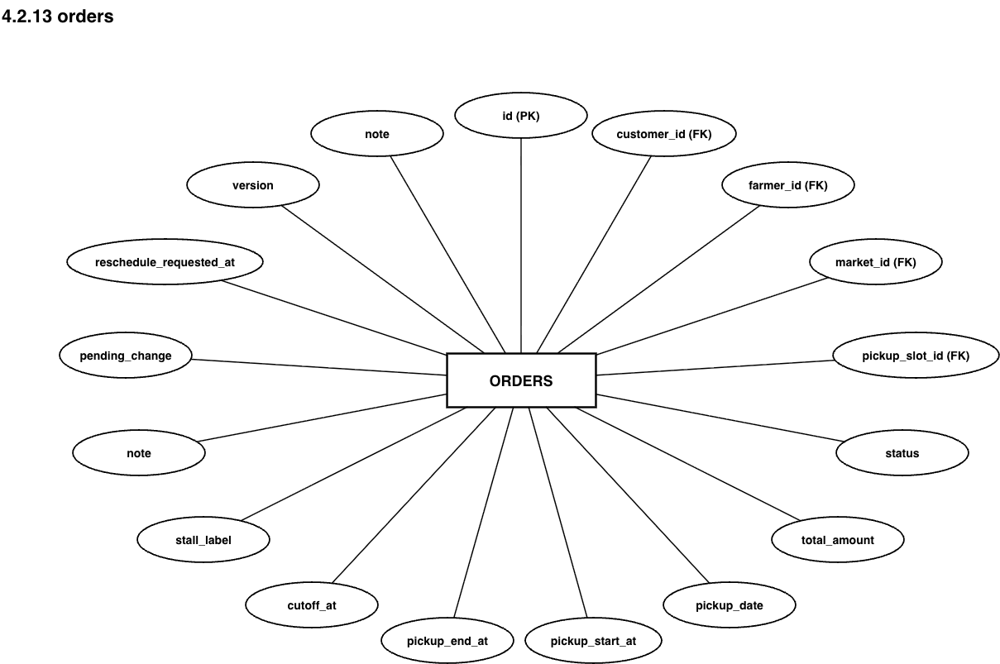 4.2.13 orders
id (PK)
note
customer_id (FK)
version
farmer_id (FK)
reschedule_requested_at
market_id (FK)
pending_change
pickup_slot_id (FK)
ORDERS
note
status
stall_label
total_amount
cutoff_at
pickup_date
pickup_end_at
pickup_start_at